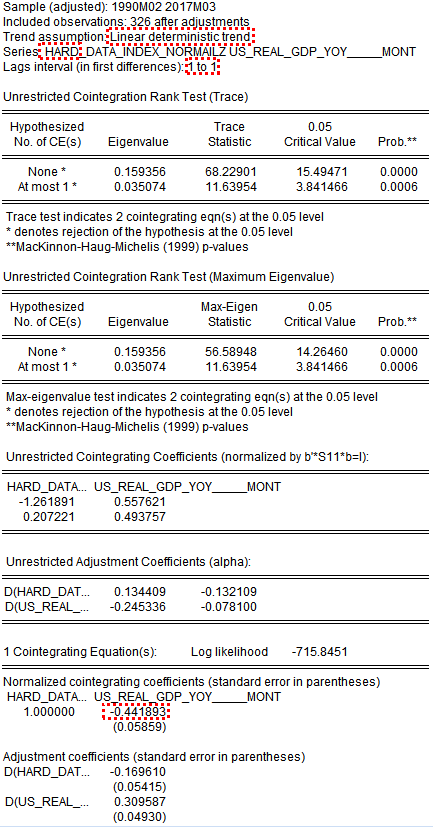 Sample (adjusted): 1990M02 2017M03
Included observations: 326 after adjustments
Trend assumption: Linear deterministic trend
Series: HARD_DATA_INDEX_NORMALIZ US_REAL_GDP_YOY_____MONT
Lags interval (in first differences): 1 to 1
Unrestricted Cointegration Rank Test (Trace)
Hypothesized Trace 0.05
No. of CE(s) Eigenvalue Statistic Critical Value Prob.**
None * 0.159356 68.22901 15.49471 0.0000
At most 1 * 0.035074 11.63954 3.841466 0.0006
Trace test indicates 2 cointegrating eqn(s) at the 0.05 level
* denotes rejection of the hypothesis at the 0.05 level
**MacKinnon-Haug-Michelis (1999) p-values
Unrestricted Cointegration Rank Test (Maximum Eigenvalue)
Hypothesized Max-Eigen 0.05
No. of CE(s) Eigenvalue Statistic Critical Value Prob.**
None * 0.159356 56.58948 14.26460 0.0000
At most 1 * 0.035074 11.63954 3.841466 0.0006
Max-eigenvalue test indicates 2 cointegrating eqn(s) at the 0.05 level
* denotes rejection of the hypothesis at the 0.05 level
**MacKinnon-Haug-Michelis (1999) p-values
Unrestricted Cointegrating Coefficients (normalized by b'*S11*b=I):
HARD_DATA... US_REAL_GDP_YOY_____MONT
-1.261891 0.557621
0.207221 0.493757
Unrestricted Adjustment Coefficients (alpha):
D(HARD_DAT... 0.134409 -0.132109
D(US_REAL_... -0.245336 -0.078100
1 Cointegrating Equation(s): Log likelihood -715.8451
Normalized cointegrating coefficients (standard error in parentheses)
HARD_DATA... US_REAL_GDP_YOY_____MONT
1.000000 -0.441893
(0.05859)
Adjustment coefficients (standard error in parentheses)
D(HARD_DAT... -0.169610
(0.05415)
D(US_REAL_... 0.309587
(0.04930)